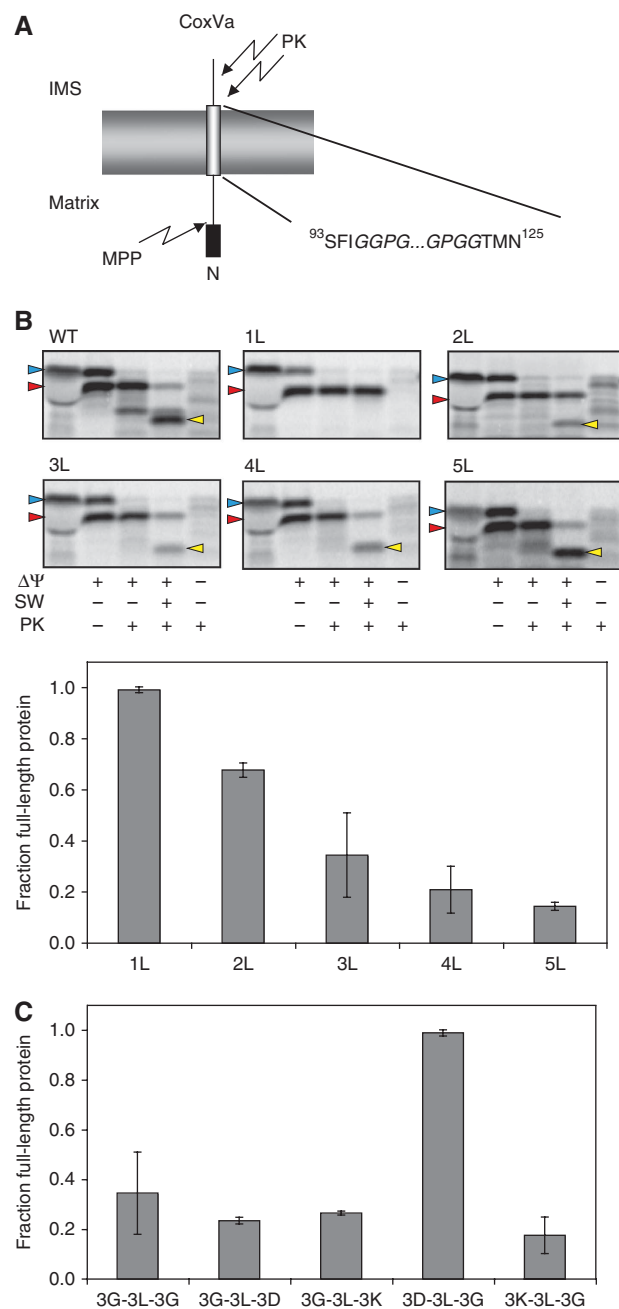 A
CoxVa
PK
IMS
Matrix
MPP
N
⁹³SFIGGPG...GPGGTMN¹²⁵
B
WT 1L 2L
3L 4L 5L
ΔΨ + + + − + + + − + + + −
SW − − + − − + − − +
PK − + + + − + + + − + + +
Fraction full-length protein
1.0
0.8
0.6
0.4
0.2
0.0
1L 2L 3L 4L 5L
C
Fraction full-length protein
1.0
0.8
0.6
0.4
0.2
0.0
3G-3L-3G 3G-3L-3D 3G-3L-3K 3D-3L-3G 3K-3L-3G